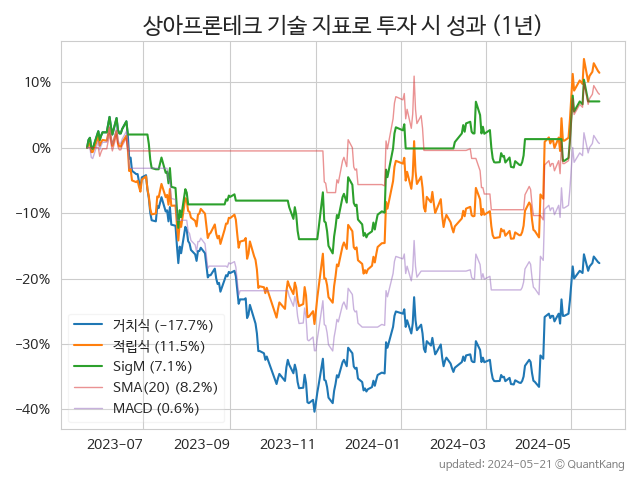 상아프론테크 기술 지표로 투자 시 성과 (1년)
10%
0%
−10%
−20%
−30%
−40%
거치식 (−17.7%)
적립식 (11.5%)
SigM (7.1%)
SMA(20) (8.2%)
MACD (0.6%)
2023−07
2023−09
2023−11
2024−01
2024−03
2024−05
updated: 2024−05−21 © QuantKang